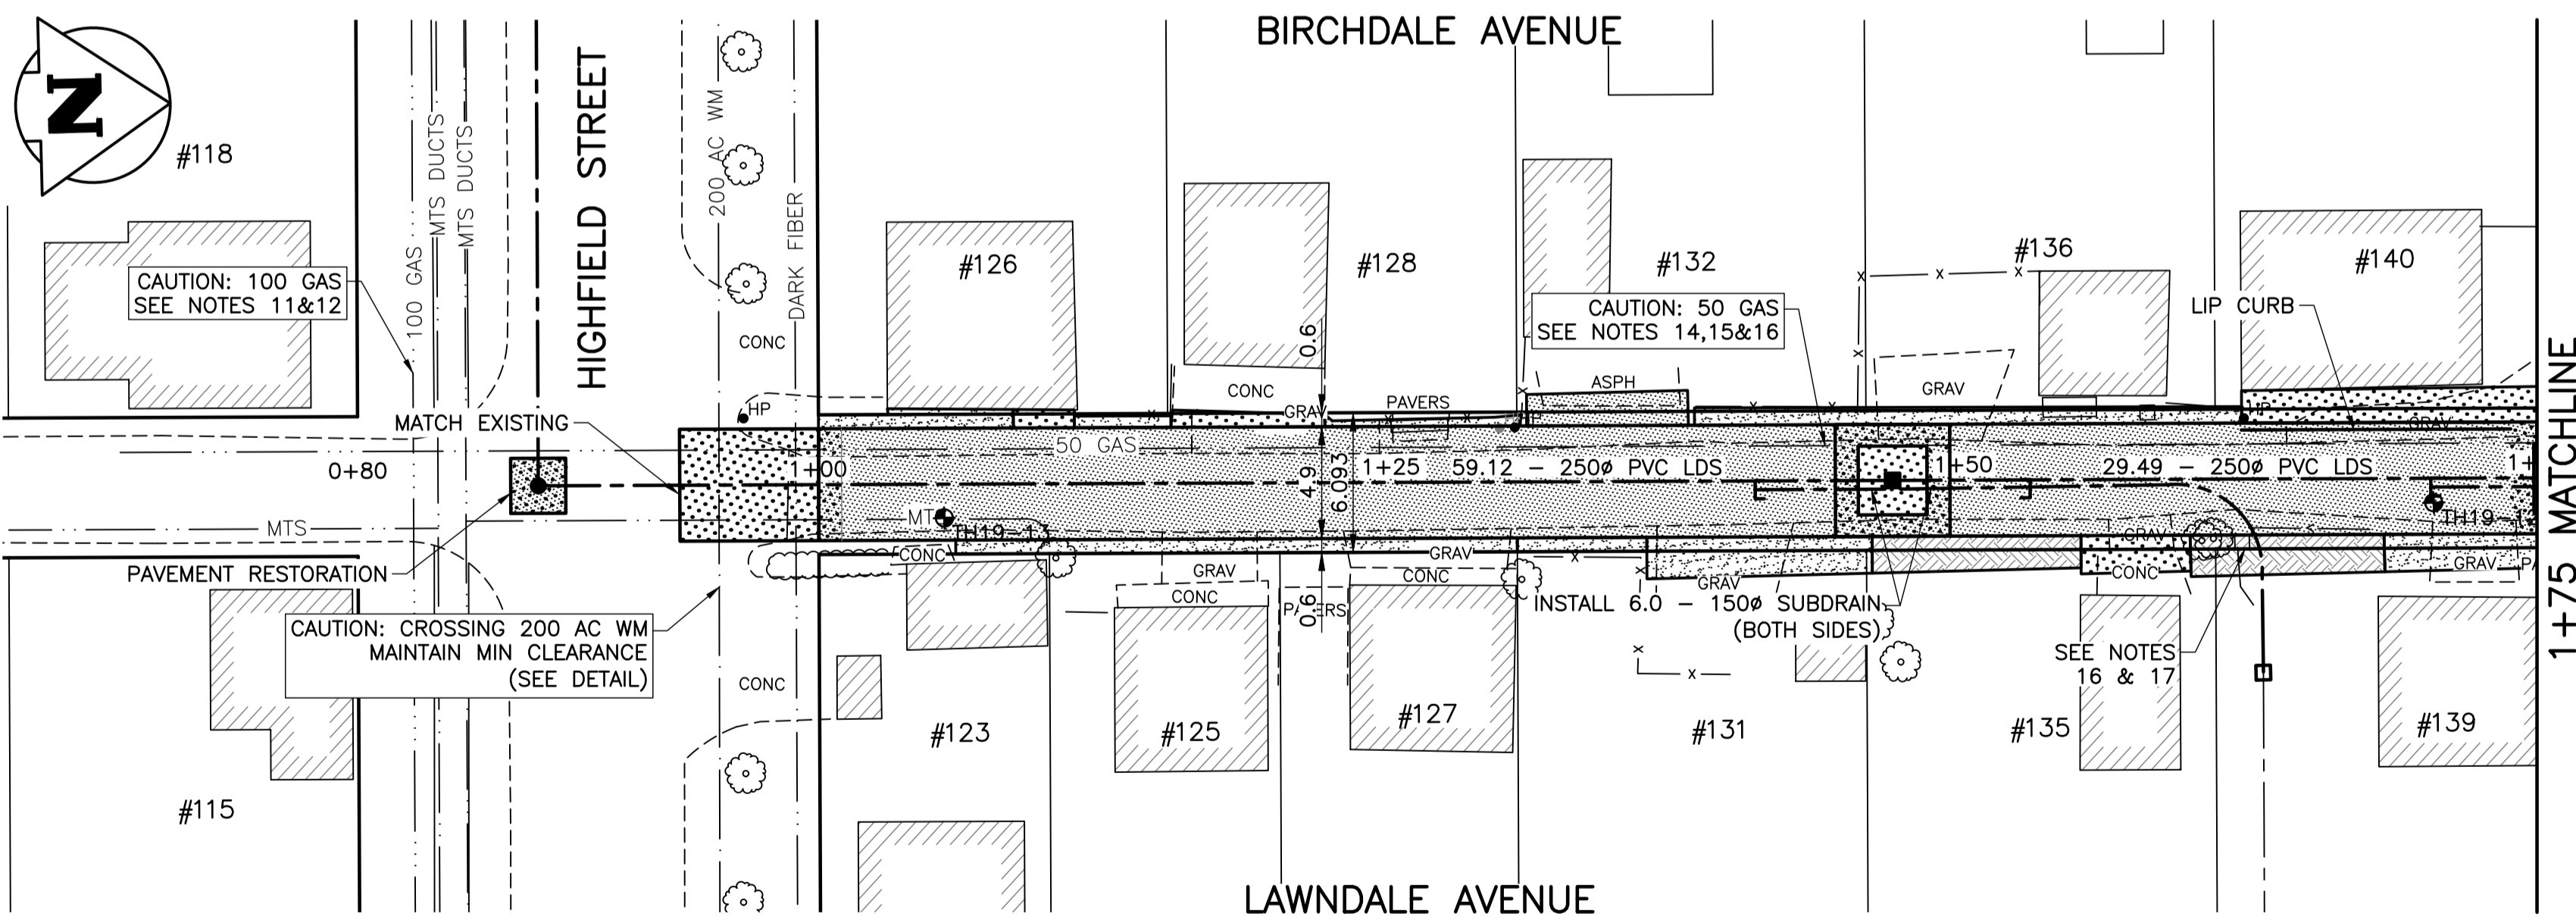 BIRCHDALE AVENUE
N
#118
HIGHFIELD STREET
100 GAS
MTS DUCTS
MTS DUCTS
200 AC WM
DARK FIBER
100 GAS
CAUTION: 100 GAS
SEE NOTES 11&12
#126
#128
#132
#136
#140
CAUTION: 50 GAS
SEE NOTES 14,15&16
LIP CURB
CONC
HP
MATCH EXISTING
0.6
CONC
GRAV
PAVERS
ASPH
GRAV
HP
GRAV
50 GAS
0+80
1+00
4.9
6.093
1+25
59.12 - 250ø PVC LDS
1+50
29.49 - 250ø PVC LDS
1+
MTS
MT
TH19-13
TH19-1
CONC
GRAV
GRAV
PAVEMENT RESTORATION
GRAV
CONC
CONC
GRAV
CONC
GRAV
0.6
INSTALL 6.0 - 150ø SUBDRAIN
(BOTH SIDES)
CAUTION: CROSSING 200 AC WM
MAINTAIN MIN CLEARANCE
(SEE DETAIL)
CONC
SEE NOTES
16 & 17
1+75 MATCHLINE
#115
#123
#125
#127
#131
#135
#139
LAWNDALE AVENUE